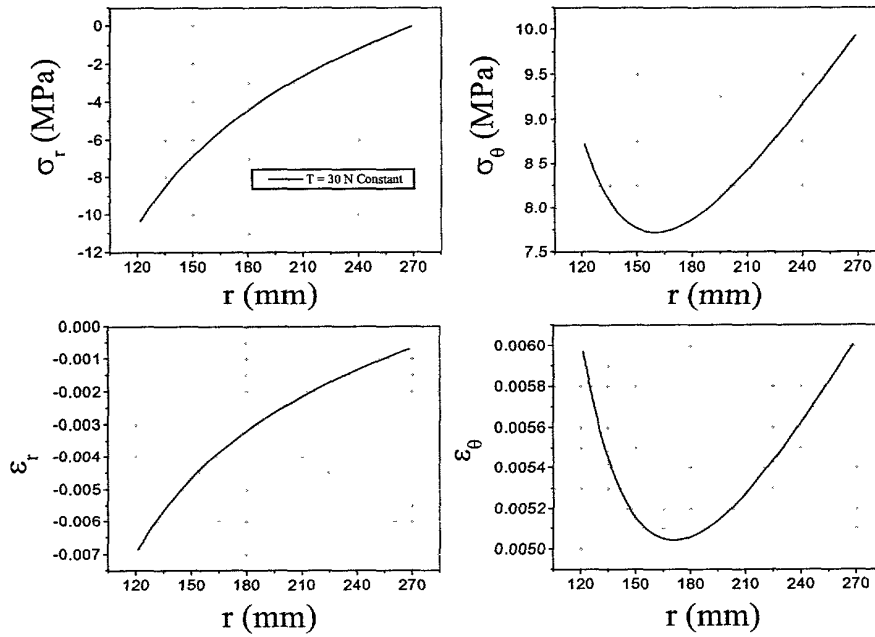 0
-2
-4
-6
-8
-10
-12
σr (MPa)
T = 30 N Constant
120 150 180 210 240 270
r (mm)
10.0
9.5
9.0
8.5
8.0
7.5
σθ (MPa)
120 150 180 210 240 270
r (mm)
0.000
-0.001
-0.002
-0.003
-0.004
-0.005
-0.006
-0.007
εr
120 150 180 210 240 270
r (mm)
0.0060
0.0058
0.0056
0.0054
0.0052
0.0050
εθ
120 150 180 210 240 270
r (mm)